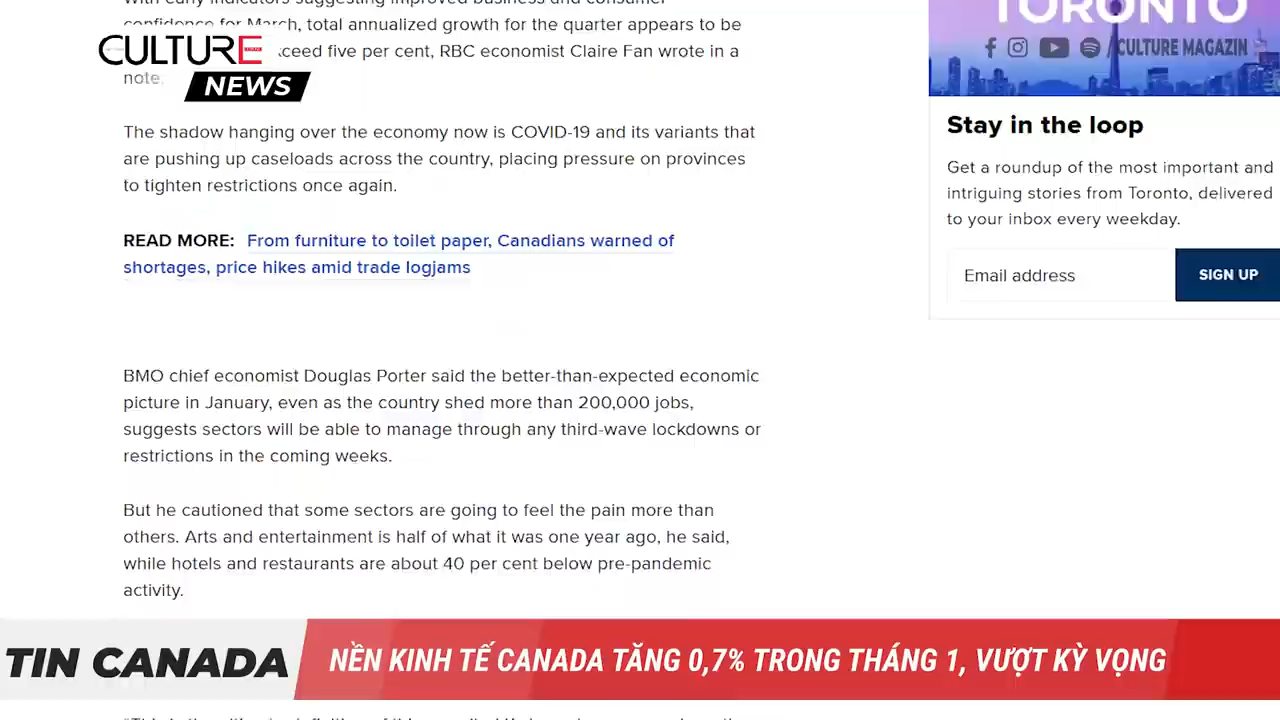 With early indicators suggesting improved business and consumer
confidence for March, total annualized growth for the quarter appears to be
xceed five per cent, RBC economist Claire Fan wrote in a
note.
CULTURE
NEWS
The shadow hanging over the economy now is COVID-19 and its variants that
are pushing up caseloads across the country, placing pressure on provinces
to tighten restrictions once again.
READ MORE: From furniture to toilet paper, Canadians warned of
shortages, price hikes amid trade logjams
BMO chief economist Douglas Porter said the better-than-expected economic
picture in January, even as the country shed more than 200,000 jobs,
suggests sectors will be able to manage through any third-wave lockdowns or
restrictions in the coming weeks.
But he cautioned that some sectors are going to feel the pain more than
others. Arts and entertainment is half of what it was one year ago, he said,
while hotels and restaurants are about 40 per cent below pre-pandemic
activity.
TORONTO
/CULTURE MAGAZIN
Stay in the loop
Get a roundup of the most important and
intriguing stories from Toronto, delivered
to your inbox every weekday.
Email address
SIGN UP
TIN CANADA
NỀN KINH TẾ CANADA TĂNG 0,7% TRONG THÁNG 1, VƯỢT KỲ VỌNG